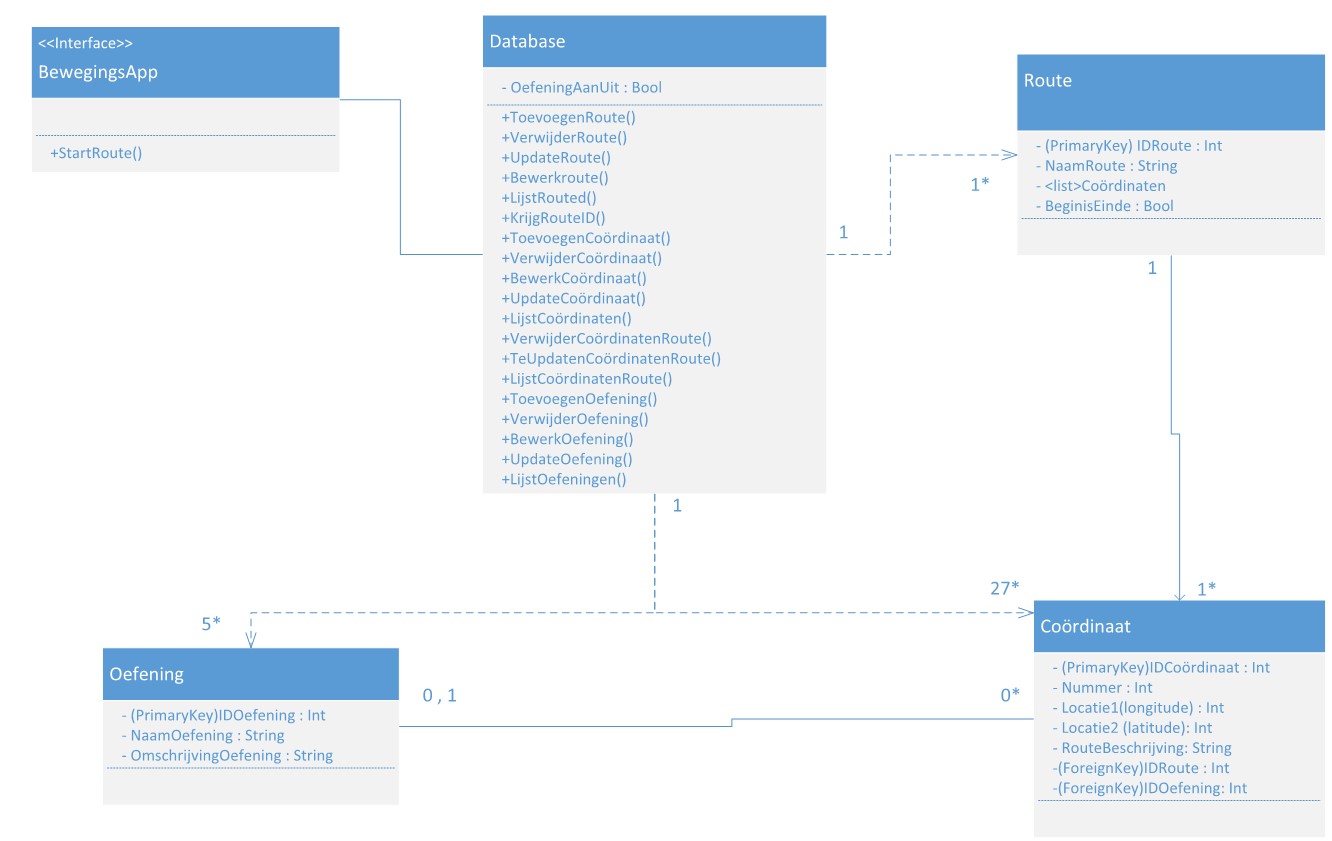 <<Interface>>
BewegingsApp
+StartRoute()
Database
- OefeningAanUit : Bool
+ToevoegenRoute()
+VerwijderRoute()
+UpdateRoute()
+Bewerkroute()
+LijstRouted()
+KrijgRouteID()
+ToevoegenCoördinaat()
+VerwijderCoördinaat()
+BewerkCoördinaat()
+UpdateCoördinaat()
+LijstCoördinaten()
+VerwijderCoördinatenRoute()
+TeUpdatenCoördinatenRoute()
+LijstCoördinatenRoute()
+ToevoegenOefening()
+VerwijderOefening()
+BewerkOefening()
+UpdateOefening()
+LijstOefeningen()
Route
- (PrimaryKey) IDRoute : Int
- NaamRoute : String
- <list>Coördinaten
- BeginisEinde : Bool
1
1*
1
1*
1
5*
27*
Oefening
- (PrimaryKey)IDOefening : Int
- NaamOefening : String
- OmschrijvingOefening : String
0 , 1
0*
Coördinaat
- (PrimaryKey)IDCoördinaat : Int
- Nummer : Int
- Locatie1(longitude) : Int
- Locatie2 (latitude): Int
- RouteBeschrijving: String
-(ForeignKey)IDRoute : Int
-(ForeignKey)IDOefening: Int